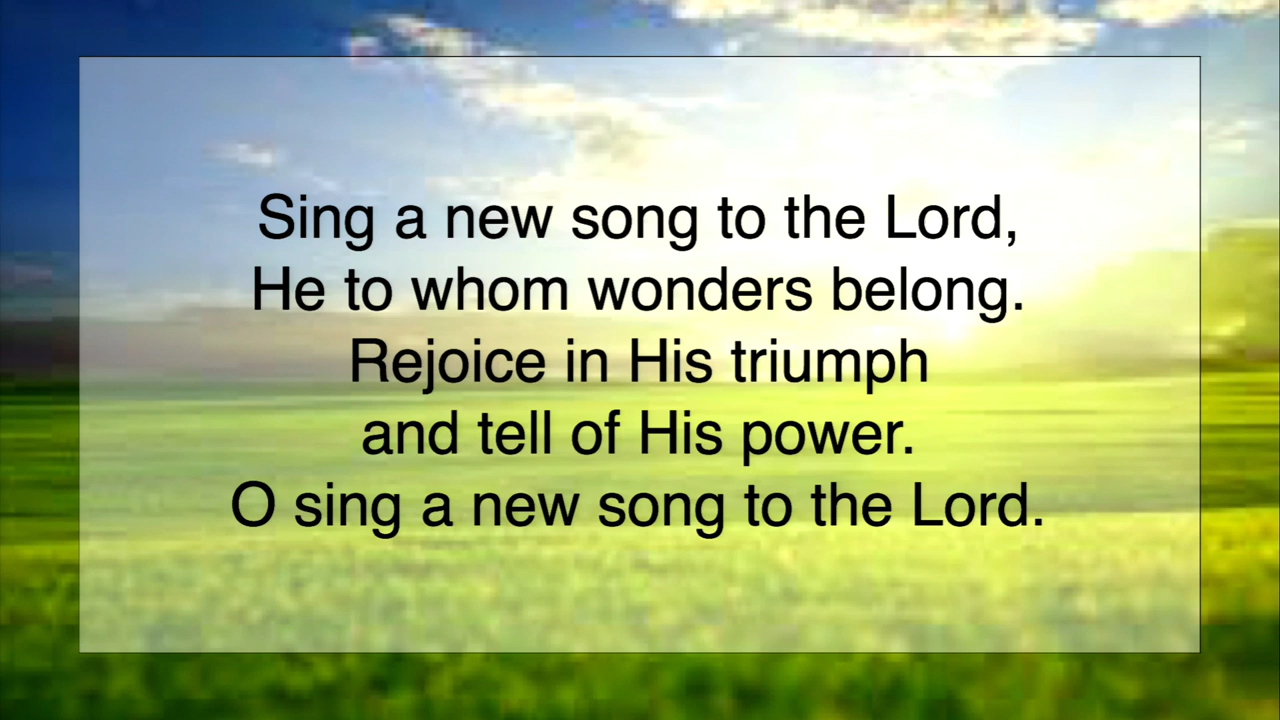 Sing a new song to the Lord,
He to whom wonders belong.
Rejoice in His triumph
and tell of His power.
O sing a new song to the Lord.